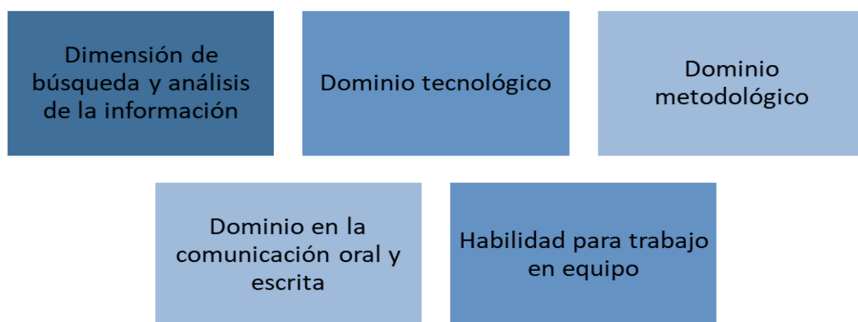 Dimensión de
búsqueda y análisis
de la información
Dominio tecnológico
Dominio
metodológico
Dominio en la
comunicación oral y
escrita
Habilidad para trabajo
en equipo